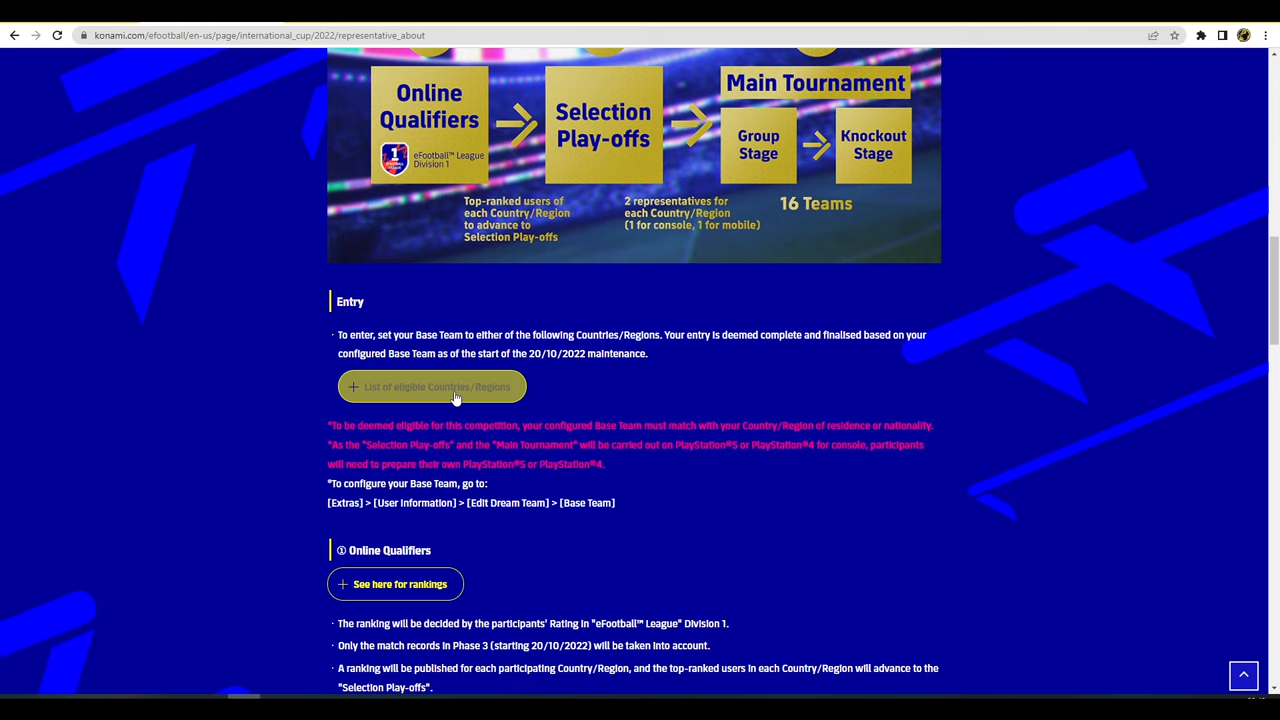 konami.com/efootball/en-us/page/international_cup/2022/representative_about
Online
Qualifiers
1
eFootball™ League
Division 1
Selection
Play-offs
Main Tournament
Group
Stage
Knockout
Stage
Top-ranked users of
each Country/Region
to advance to
Selection Play-offs
2 representatives for
each Country/Region
(1 for console, 1 for mobile)
16 Teams
Entry
· To enter, set your Base Team to either of the following Countries/Regions. Your entry is deemed complete and finalised based on your
configured Base Team as of the start of the 20/10/2022 maintenance.
+ List of eligible Countries/Regions
*To be deemed eligible for this competition, your configured Base Team must match with your Country/Region of residence or nationality.
*As the "Selection Play-offs" and the "Main Tournament" will be carried out on PlayStation®5 or PlayStation®4 for console, participants
will need to prepare their own PlayStation®5 or PlayStation®4.
*To configure your Base Team, go to:
[Extras] > [User Information] > [Edit Dream Team] > [Base Team]
① Online Qualifiers
+ See here for rankings
· The ranking will be decided by the participants' Rating in "eFootball™ League" Division 1.
· Only the match records in Phase 3 (starting 20/10/2022) will be taken into account.
· A ranking will be published for each participating Country/Region, and the top-ranked users in each Country/Region will advance to the
"Selection Play-offs".